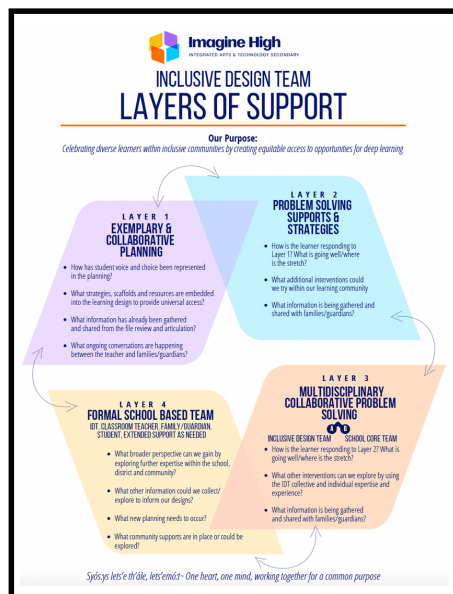 Imagine High
INTEGRATED ARTS & TECHNOLOGY SECONDARY
INCLUSIVE DESIGN TEAM
LAYERS OF SUPPORT
Our Purpose:
Celebrating diverse learners within inclusive communities by creating equitable access to opportunities for deep learning
LAYER 1
EXEMPLARY &
COLLABORATIVE
PLANNING
• How has student voice and choice been represented
in the planning?
• What strategies, scaffolds and resources are embedded
into the learning design to provide universal access?
• What information has already been gathered
and shared from the file review and articulation?
• What ongoing conversations are happening
between the teacher and families/guardians?
LAYER 2
PROBLEM SOLVING
SUPPORTS &
STRATEGIES
• How is the learner responding to
Layer 1? What is going well/where
is the stretch?
• What additional interventions could
we try within our learning community
• What information is being gathered and
shared with families/guardians?
LAYER 3
MULTIDISCIPLINARY
COLLABORATIVE PROBLEM
SOLVING
A B
INCLUSIVE DESIGN TEAM SCHOOL CORE TEAM
• How is the learner responding to Layer 2? What is
going well/where is the stretch?
• What other interventions can we explore by using
the IDT collective and individual expertise and
experience?
• What information is being gathered
and shared with families/guardians?
LAYER 4
FORMAL SCHOOL BASED TEAM
IDT, CLASSROOM TEACHER, FAMILY/GUARDIAN,
STUDENT, EXTENDED SUPPORT AS NEEDED
• What broader perspective can we gain by
exploring further expertise within the school,
district and community?
• What other information could we collect/
explore to inform our designs?
• What new planning needs to occur?
• What community supports are in place or could be
explored?
Syós:ys lets'e th'ále, lets'emó:t~ One heart, one mind, working together for a common purpose